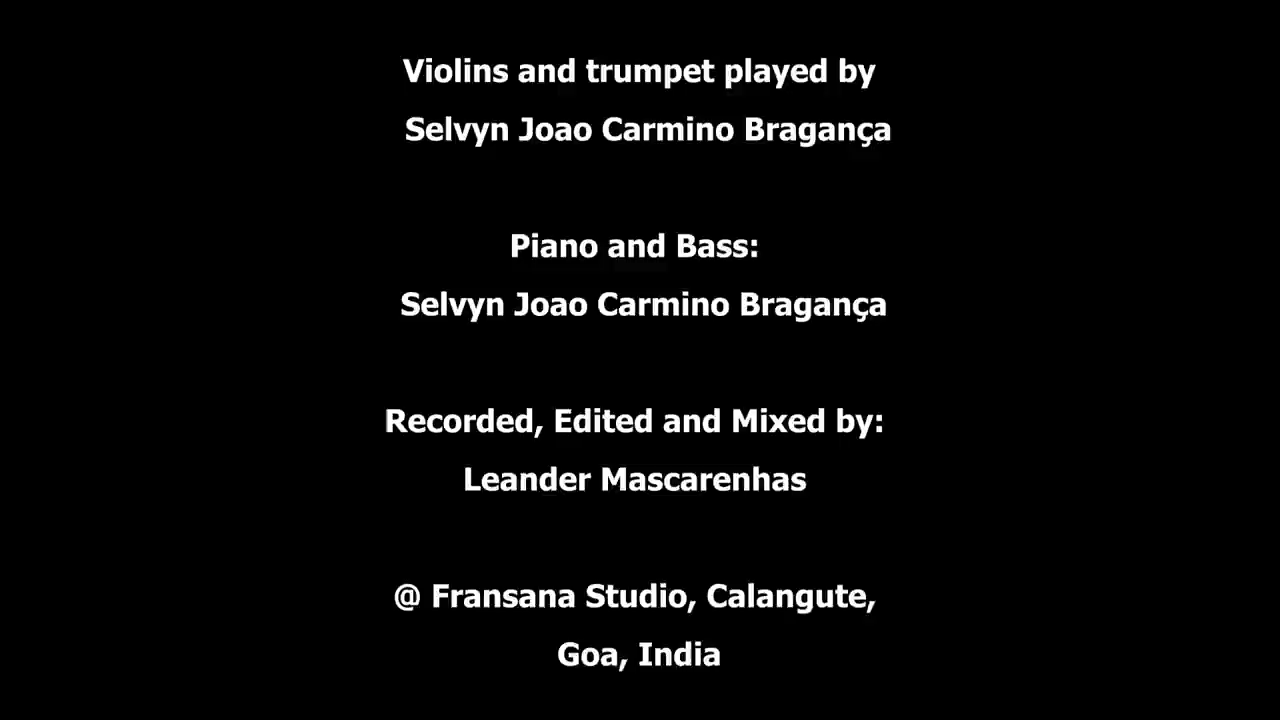 Violins and trumpet played by
Selvyn Joao Carmino Bragança
Piano and Bass:
Selvyn Joao Carmino Bragança
Recorded, Edited and Mixed by:
Leander Mascarenhas
@ Fransana Studio, Calangute,
Goa, India